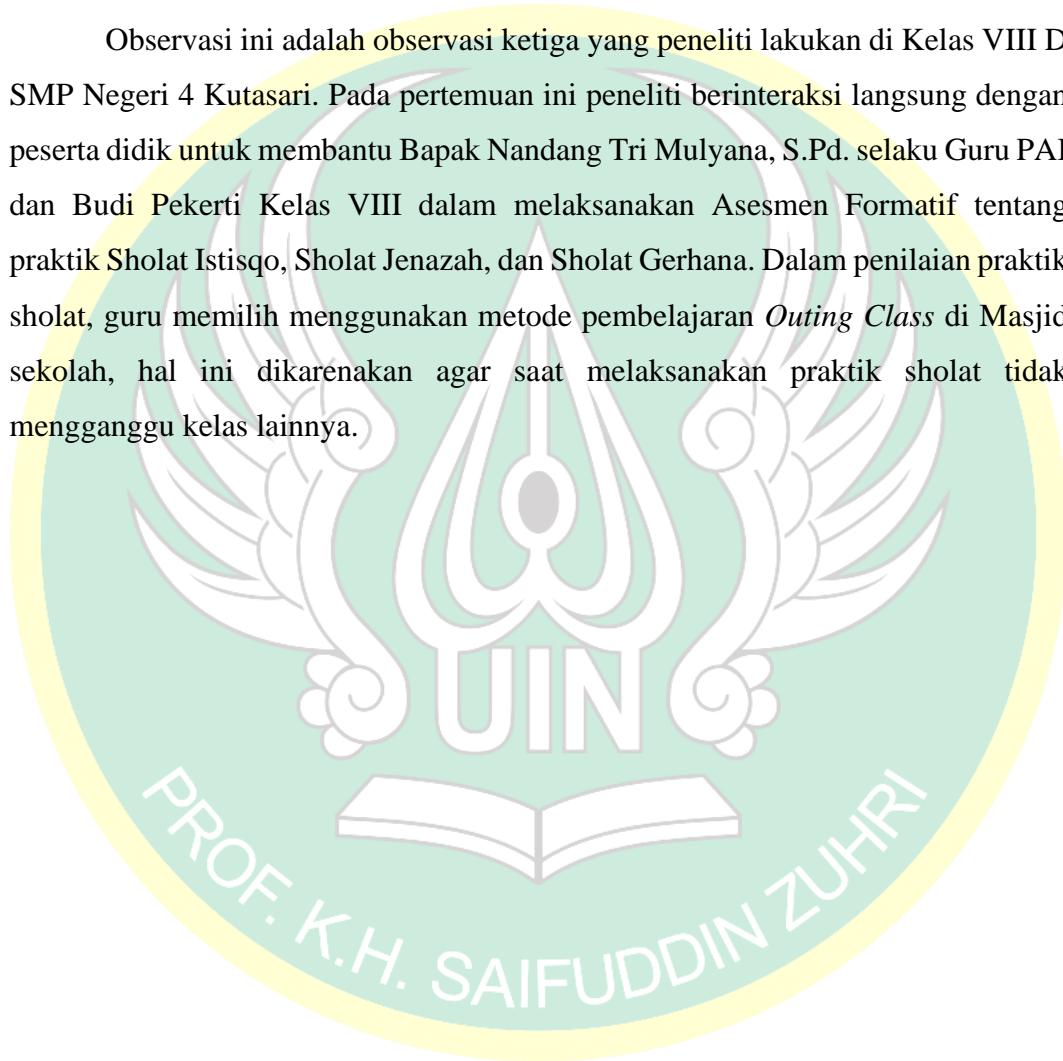 Observasi ini adalah observasi ketiga yang peneliti lakukan di Kelas VIII D
SMP Negeri 4 Kutasari. Pada pertemuan ini peneliti berinteraksi langsung dengan
peserta didik untuk membantu Bapak Nandang Tri Mulyana, S.Pd. selaku Guru PAI
dan Budi Pekerti Kelas VIII dalam melaksanakan Asesmen Formatif tentang
praktik Sholat Istisqo, Sholat Jenazah, dan Sholat Gerhana. Dalam penilaian praktik
sholat, guru memilih menggunakan metode pembelajaran Outing Class di Masjid
sekolah, hal ini dikarenakan agar saat melaksanakan praktik sholat tidak
mengganggu kelas lainnya.
UIN
PROF. K.H. SAIFUDDIN ZUHRI